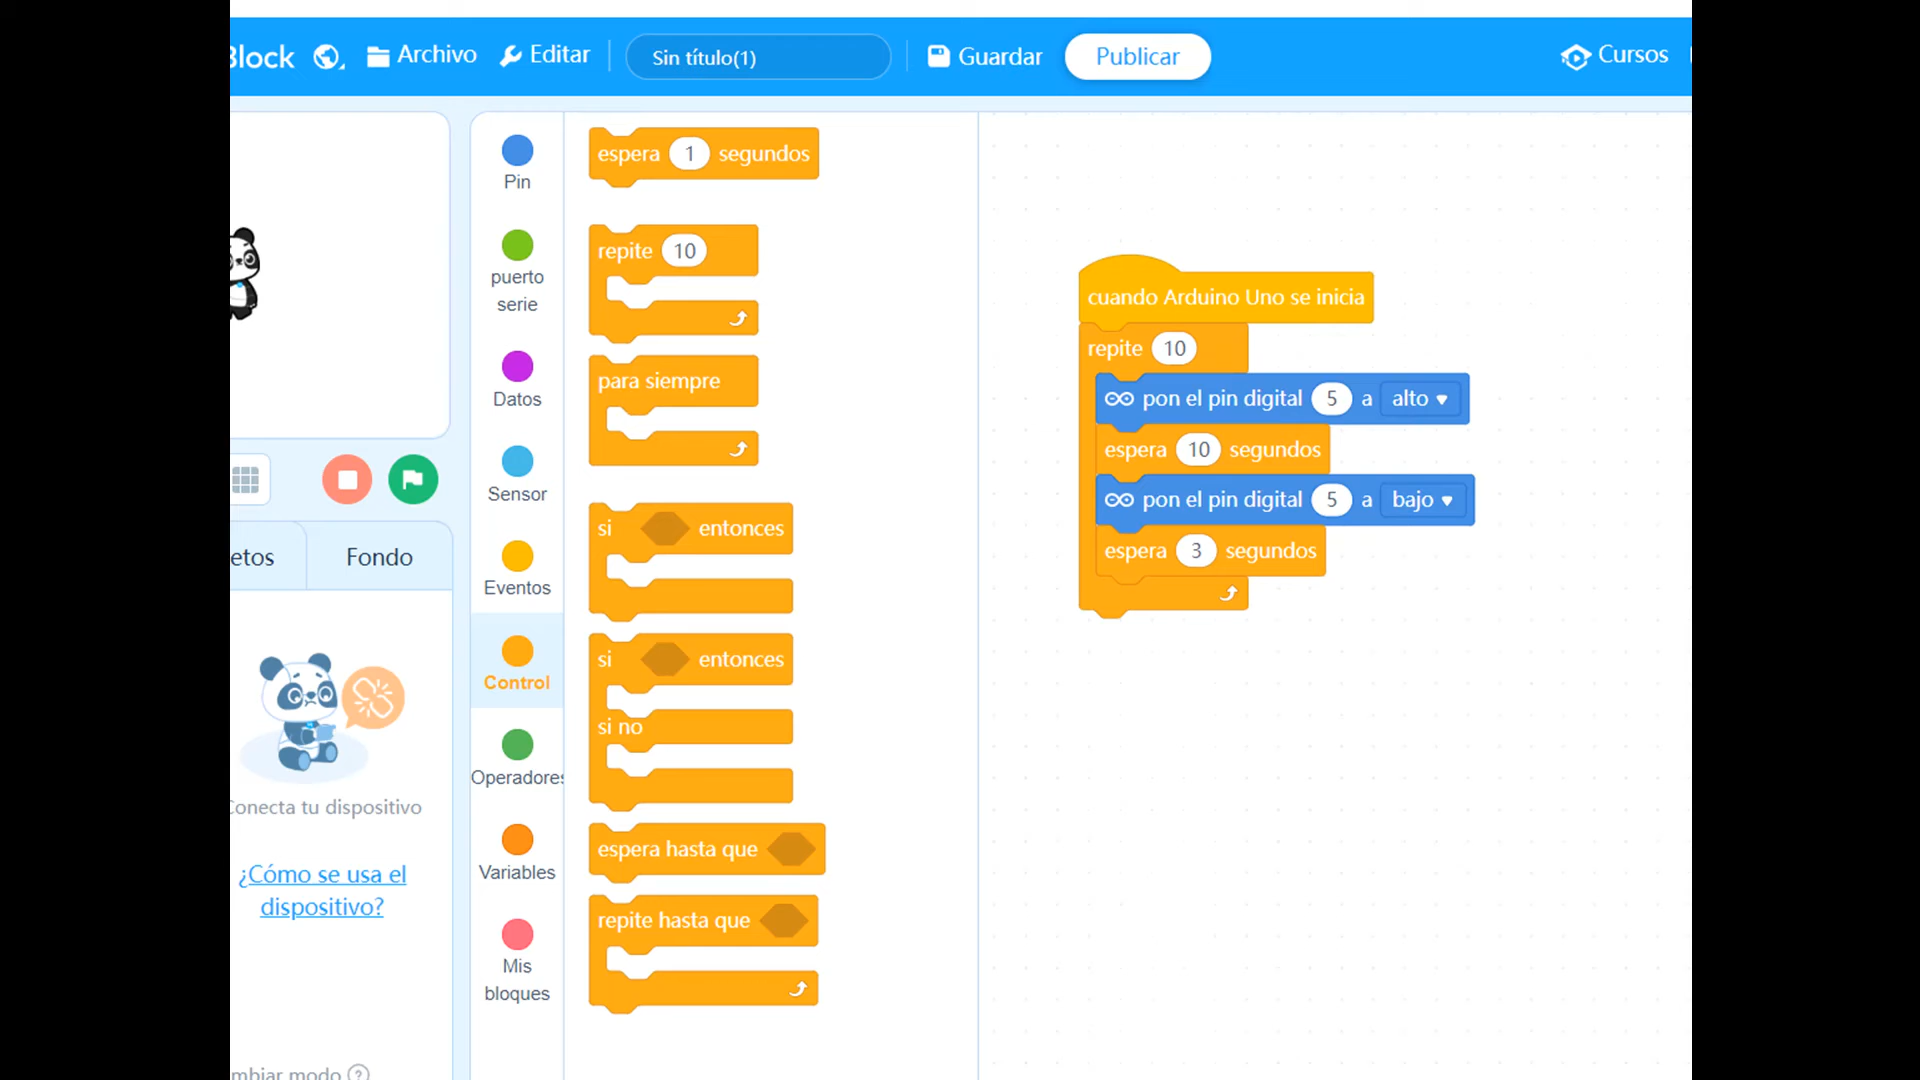 Block
Archivo
Editar
Sin título(1)
Guardar
Publicar
Cursos
Pin
puerto
serie
Datos
Sensor
Eventos
Control
Operadores
Variables
Mis
bloques
espera 1 segundos
repite 10
para siempre
si entonces
si entonces
si no
espera hasta que
repite hasta que
cuando Arduino Uno se inicia
repite 10
pon el pin digital 5 a alto
espera 10 segundos
pon el pin digital 5 a bajo
espera 3 segundos
etos
Fondo
Conecta tu dispositivo
¿Cómo se usa el
dispositivo?
mbiar modo ?